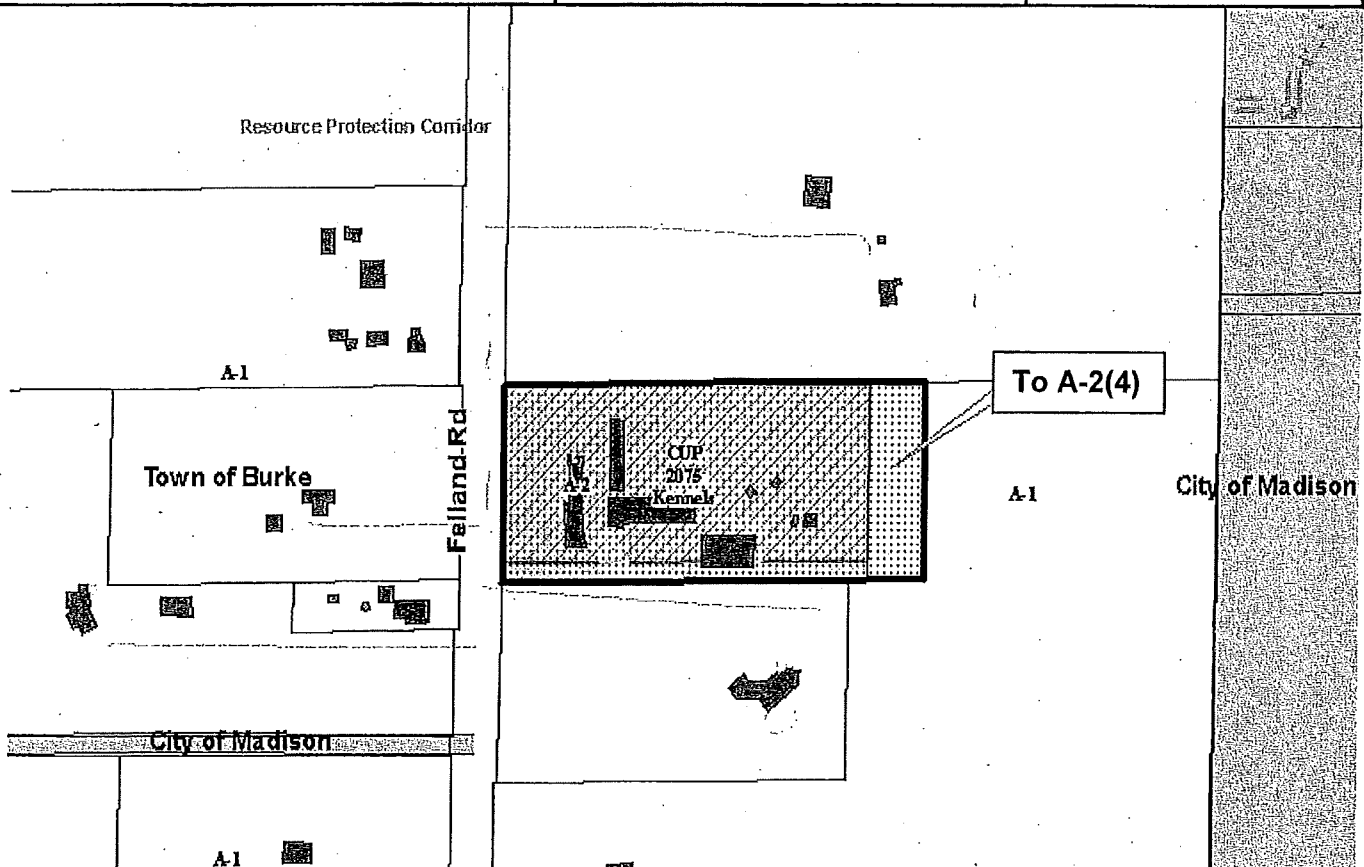 Resource Protection Corridor
A-1
To A-2(4)
Felland Rd
CUP
2075
Kennels
A-2
Town of Burke
A-1
City of Madison
City of Madison
A-1